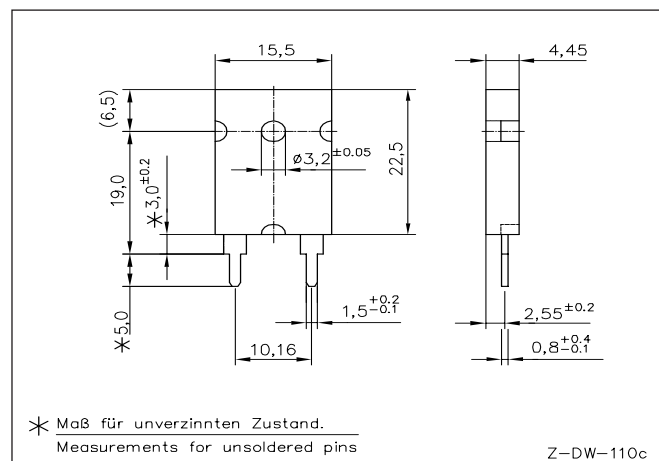 15,5
4,45
(6,5)
ø3,2±0.05
22,5
19,0
*3,0±0.2
*5,0
1,5+0.2-0.1
10,16
2,55±0.2
0,8+0.4-0.1
* Maß für unverzinnten Zustand.
Measurements for unsoldered pins
Z-DW-110c